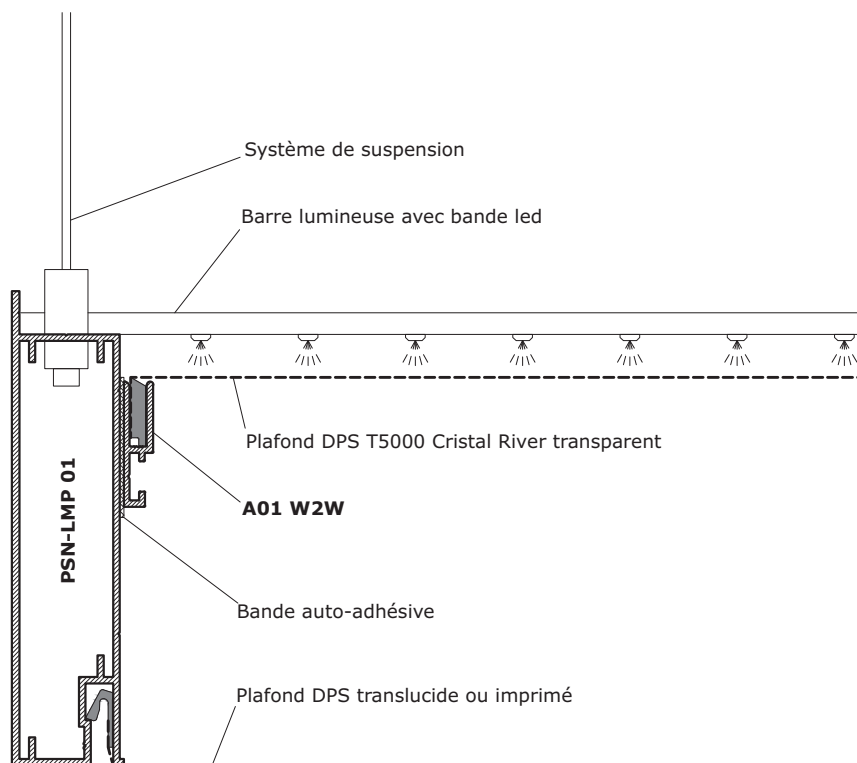 Système de suspension
Barre lumineuse avec bande led
Plafond DPS T5000 Cristal River transparent
A01 W2W
PSN-LMP 01
Bande auto-adhésive
Plafond DPS translucide ou imprimé